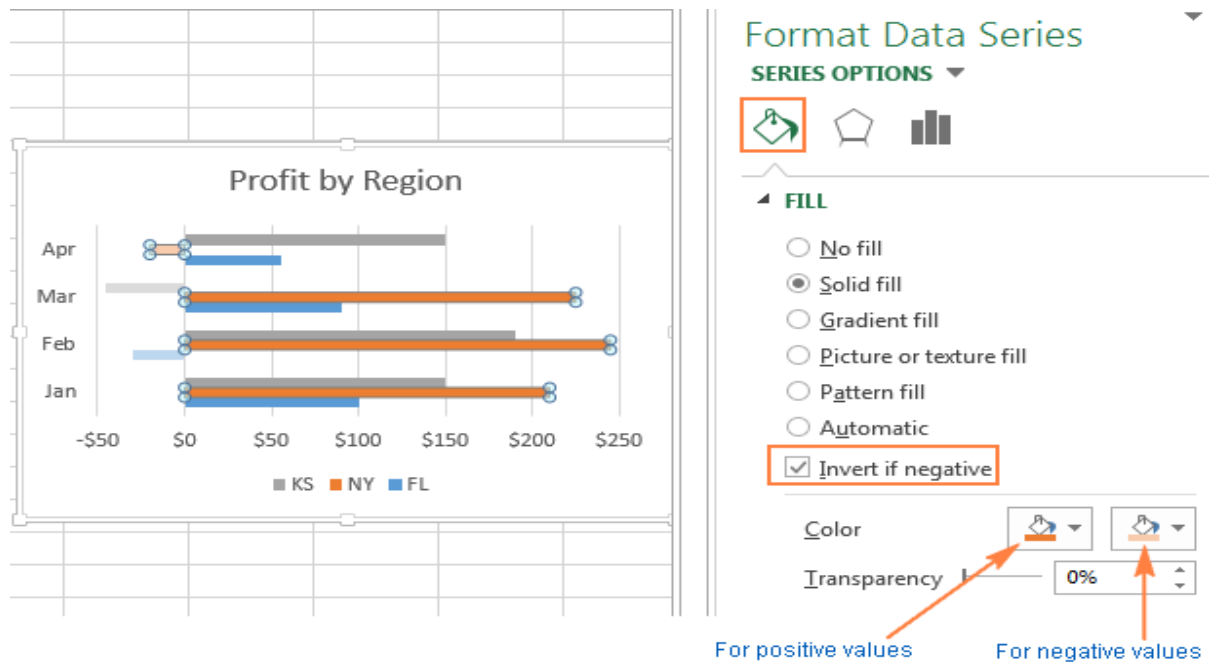 Profit by Region
Apr
Mar
Feb
Jan
-$50 $0 $50 $100 $150 $200 $250
KS NY FL
Format Data Series
SERIES OPTIONS
FILL
No fill
Solid fill
Gradient fill
Picture or texture fill
Pattern fill
Automatic
Invert if negative
Color
Transparency 0%
For positive values For negative values